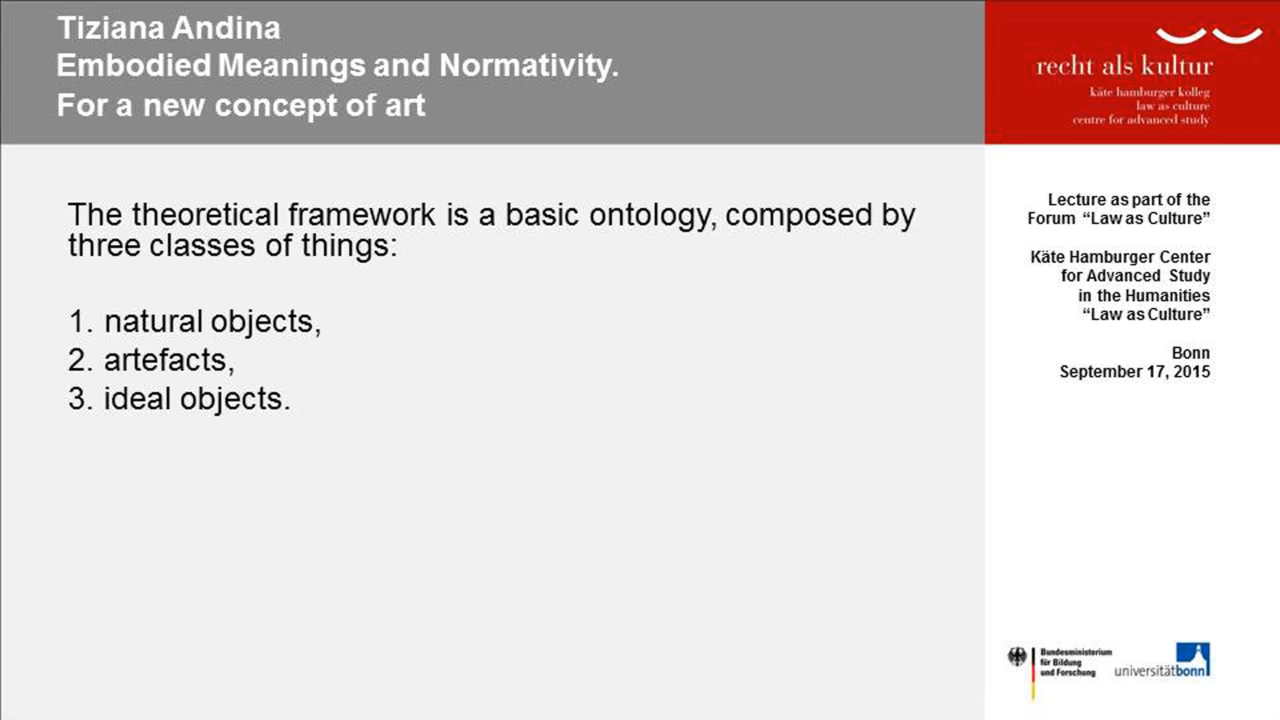 Tiziana Andina
Embodied Meanings and Normativity.
For a new concept of art
recht als kultur
käte hamburger kolleg
law as culture
centre for advanced study
The theoretical framework is a basic ontology, composed by
three classes of things:
1. natural objects,
2. artefacts,
3. ideal objects.
Lecture as part of the
Forum “Law as Culture”
Käte Hamburger Center
for Advanced Study
in the Humanities
“Law as Culture”
Bonn
September 17, 2015
Bundesministerium
für Bildung
und Forschung
universitätbonn